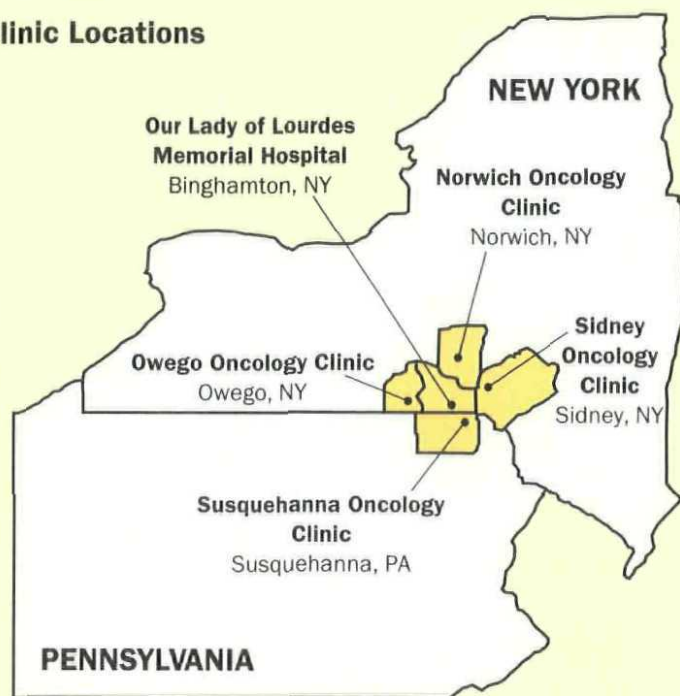 linic Locations
NEW YORK
Our Lady of Lourdes
Memorial Hospital
Binghamton, NY
Norwich Oncology
Clinic
Norwich, NY
Sidney
Oncology
Clinic
Sidney, NY
Owego Oncology Clinic
Owego, NY
Susquehanna Oncology
Clinic
Susquehanna, PA
PENNSYLVANIA